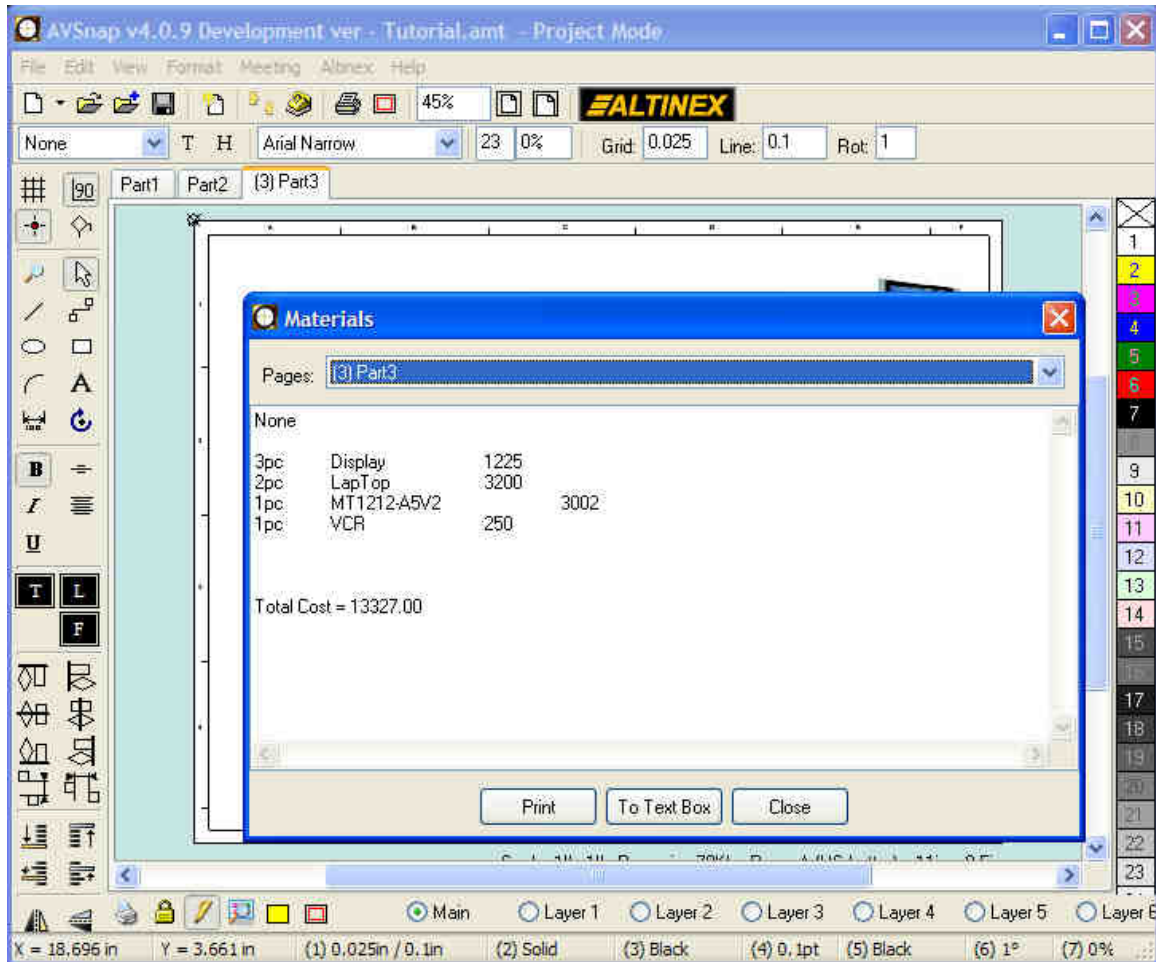 AVSnap v4.0.9 Development ver - Tutorial.amt - Project Mode
File Edit View Format Meeting Altinex Help
45% ALTINEX
None T H Arial Narrow 23 0% Grid: 0.025 Line: 0.1 Rot: 1
90 Part1 Part2 (3) Part3
Materials
Pages: (3) Part3
None
3pc Display 1225
2pc LapTop 3200
1pc MT1212-A5V2 3002
1pc VCR 250
Total Cost = 13327.00
Print To Text Box Close
A
B
I
U
T L
F
1
2
3
4
5
6
7
9
10
11
12
13
14
15
17
18
19
20
21
22
23
Main Layer 1 Layer 2 Layer 3 Layer 4 Layer 5 Layer 6
X = 18.696 in Y = 3.661 in (1) 0.025in / 0.1in (2) Solid (3) Black (4) 0.1pt (5) Black (6) 1° (7) 0%